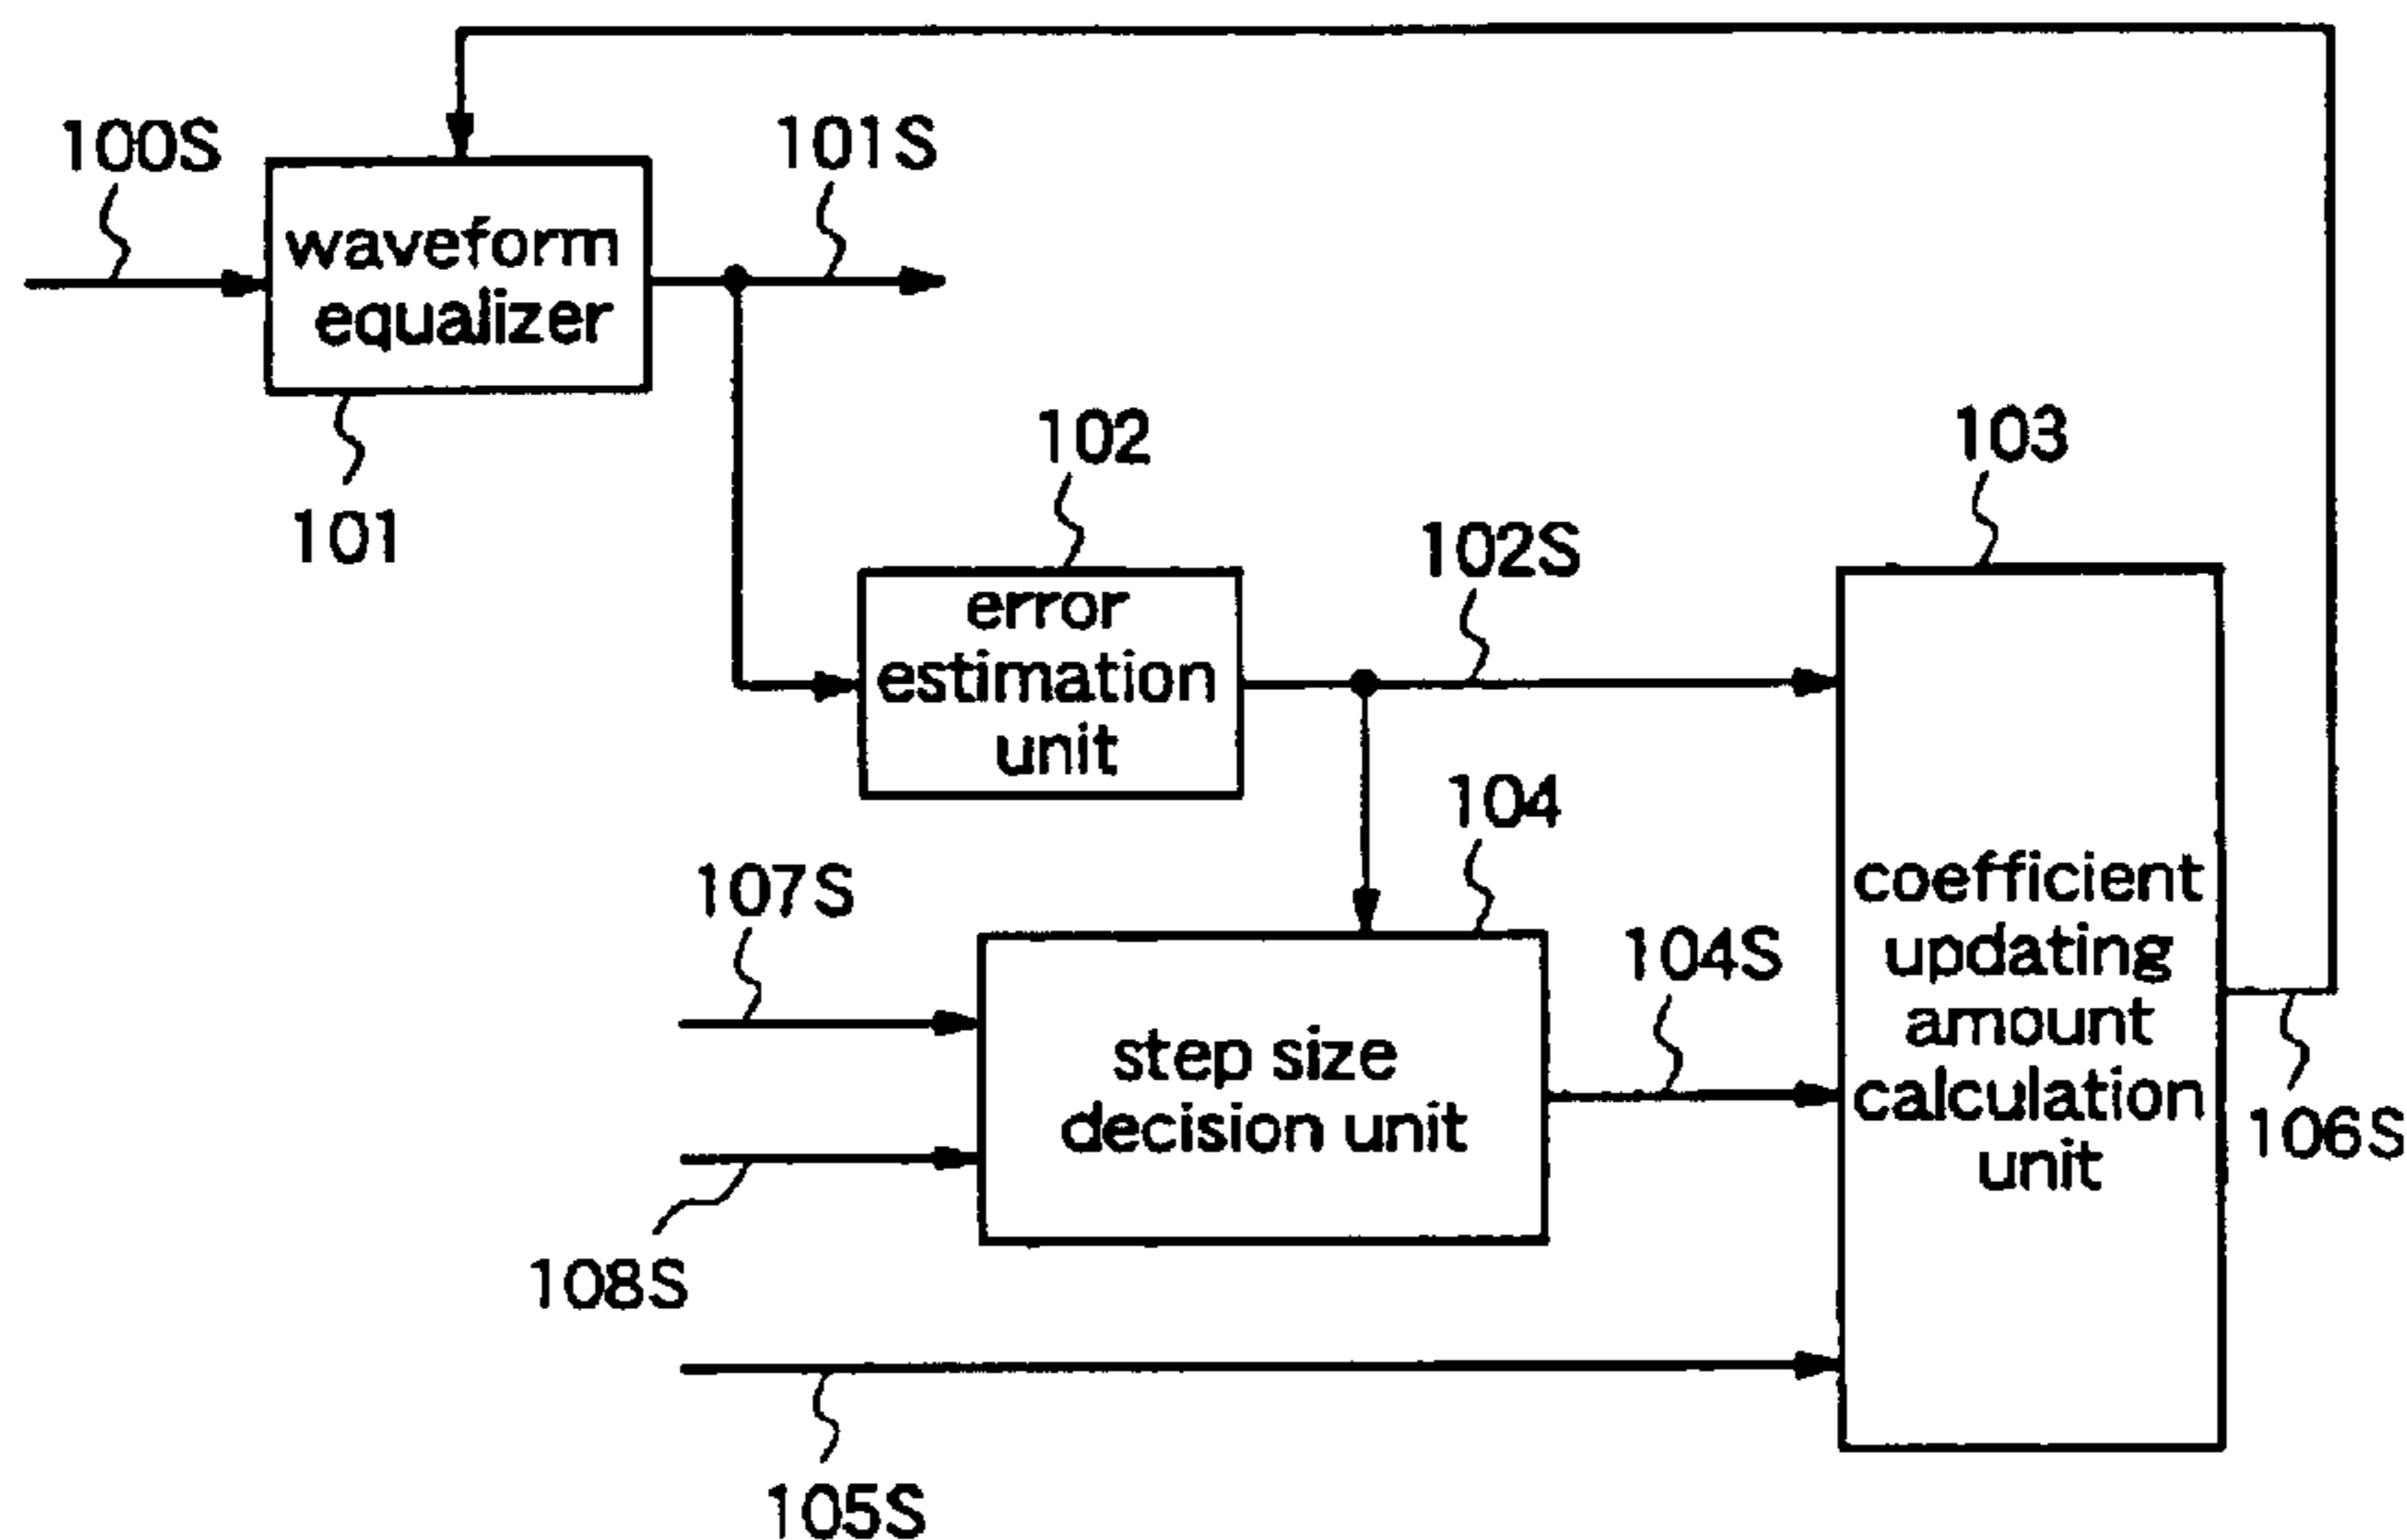 100S
101S
waveform
equalizer
101
102
103
102S
error
estimation
unit
104
107S
104S
coefficient
updating
amount
calculation
unit
step size
decision unit
106S
108S
105S